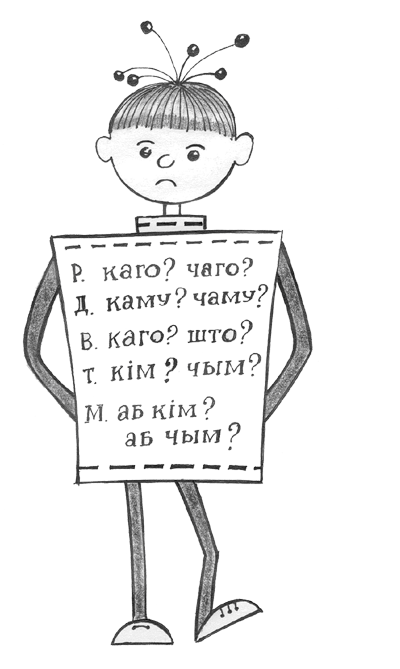 Р. каго? чаго?
Д. каму? чаму?
В. каго? што?
Т. кім? чым?
М. аб кім?
аб чым?